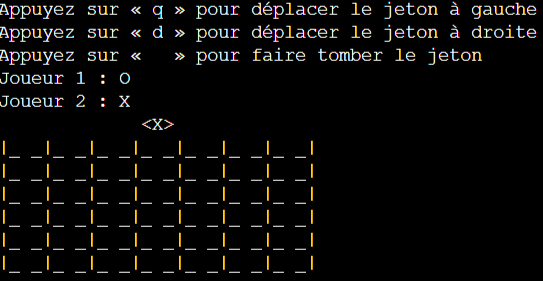 Appuyez sur « q » pour déplacer le jeton à gauche
Appuyez sur « d » pour déplacer le jeton à droite
Appuyez sur «   » pour faire tomber le jeton
Joueur 1 : O
Joueur 2 : X
<X>
|_ _|_ _|_ _|_ _|_ _|_ _|_ _|
|_ _|_ _|_ _|_ _|_ _|_ _|_ _|
|_ _|_ _|_ _|_ _|_ _|_ _|_ _|
|_ _|_ _|_ _|_ _|_ _|_ _|_ _|
|_ _|_ _|_ _|_ _|_ _|_ _|_ _|
|_ _|_ _|_ _|_ _|_ _|_ _|_ _|